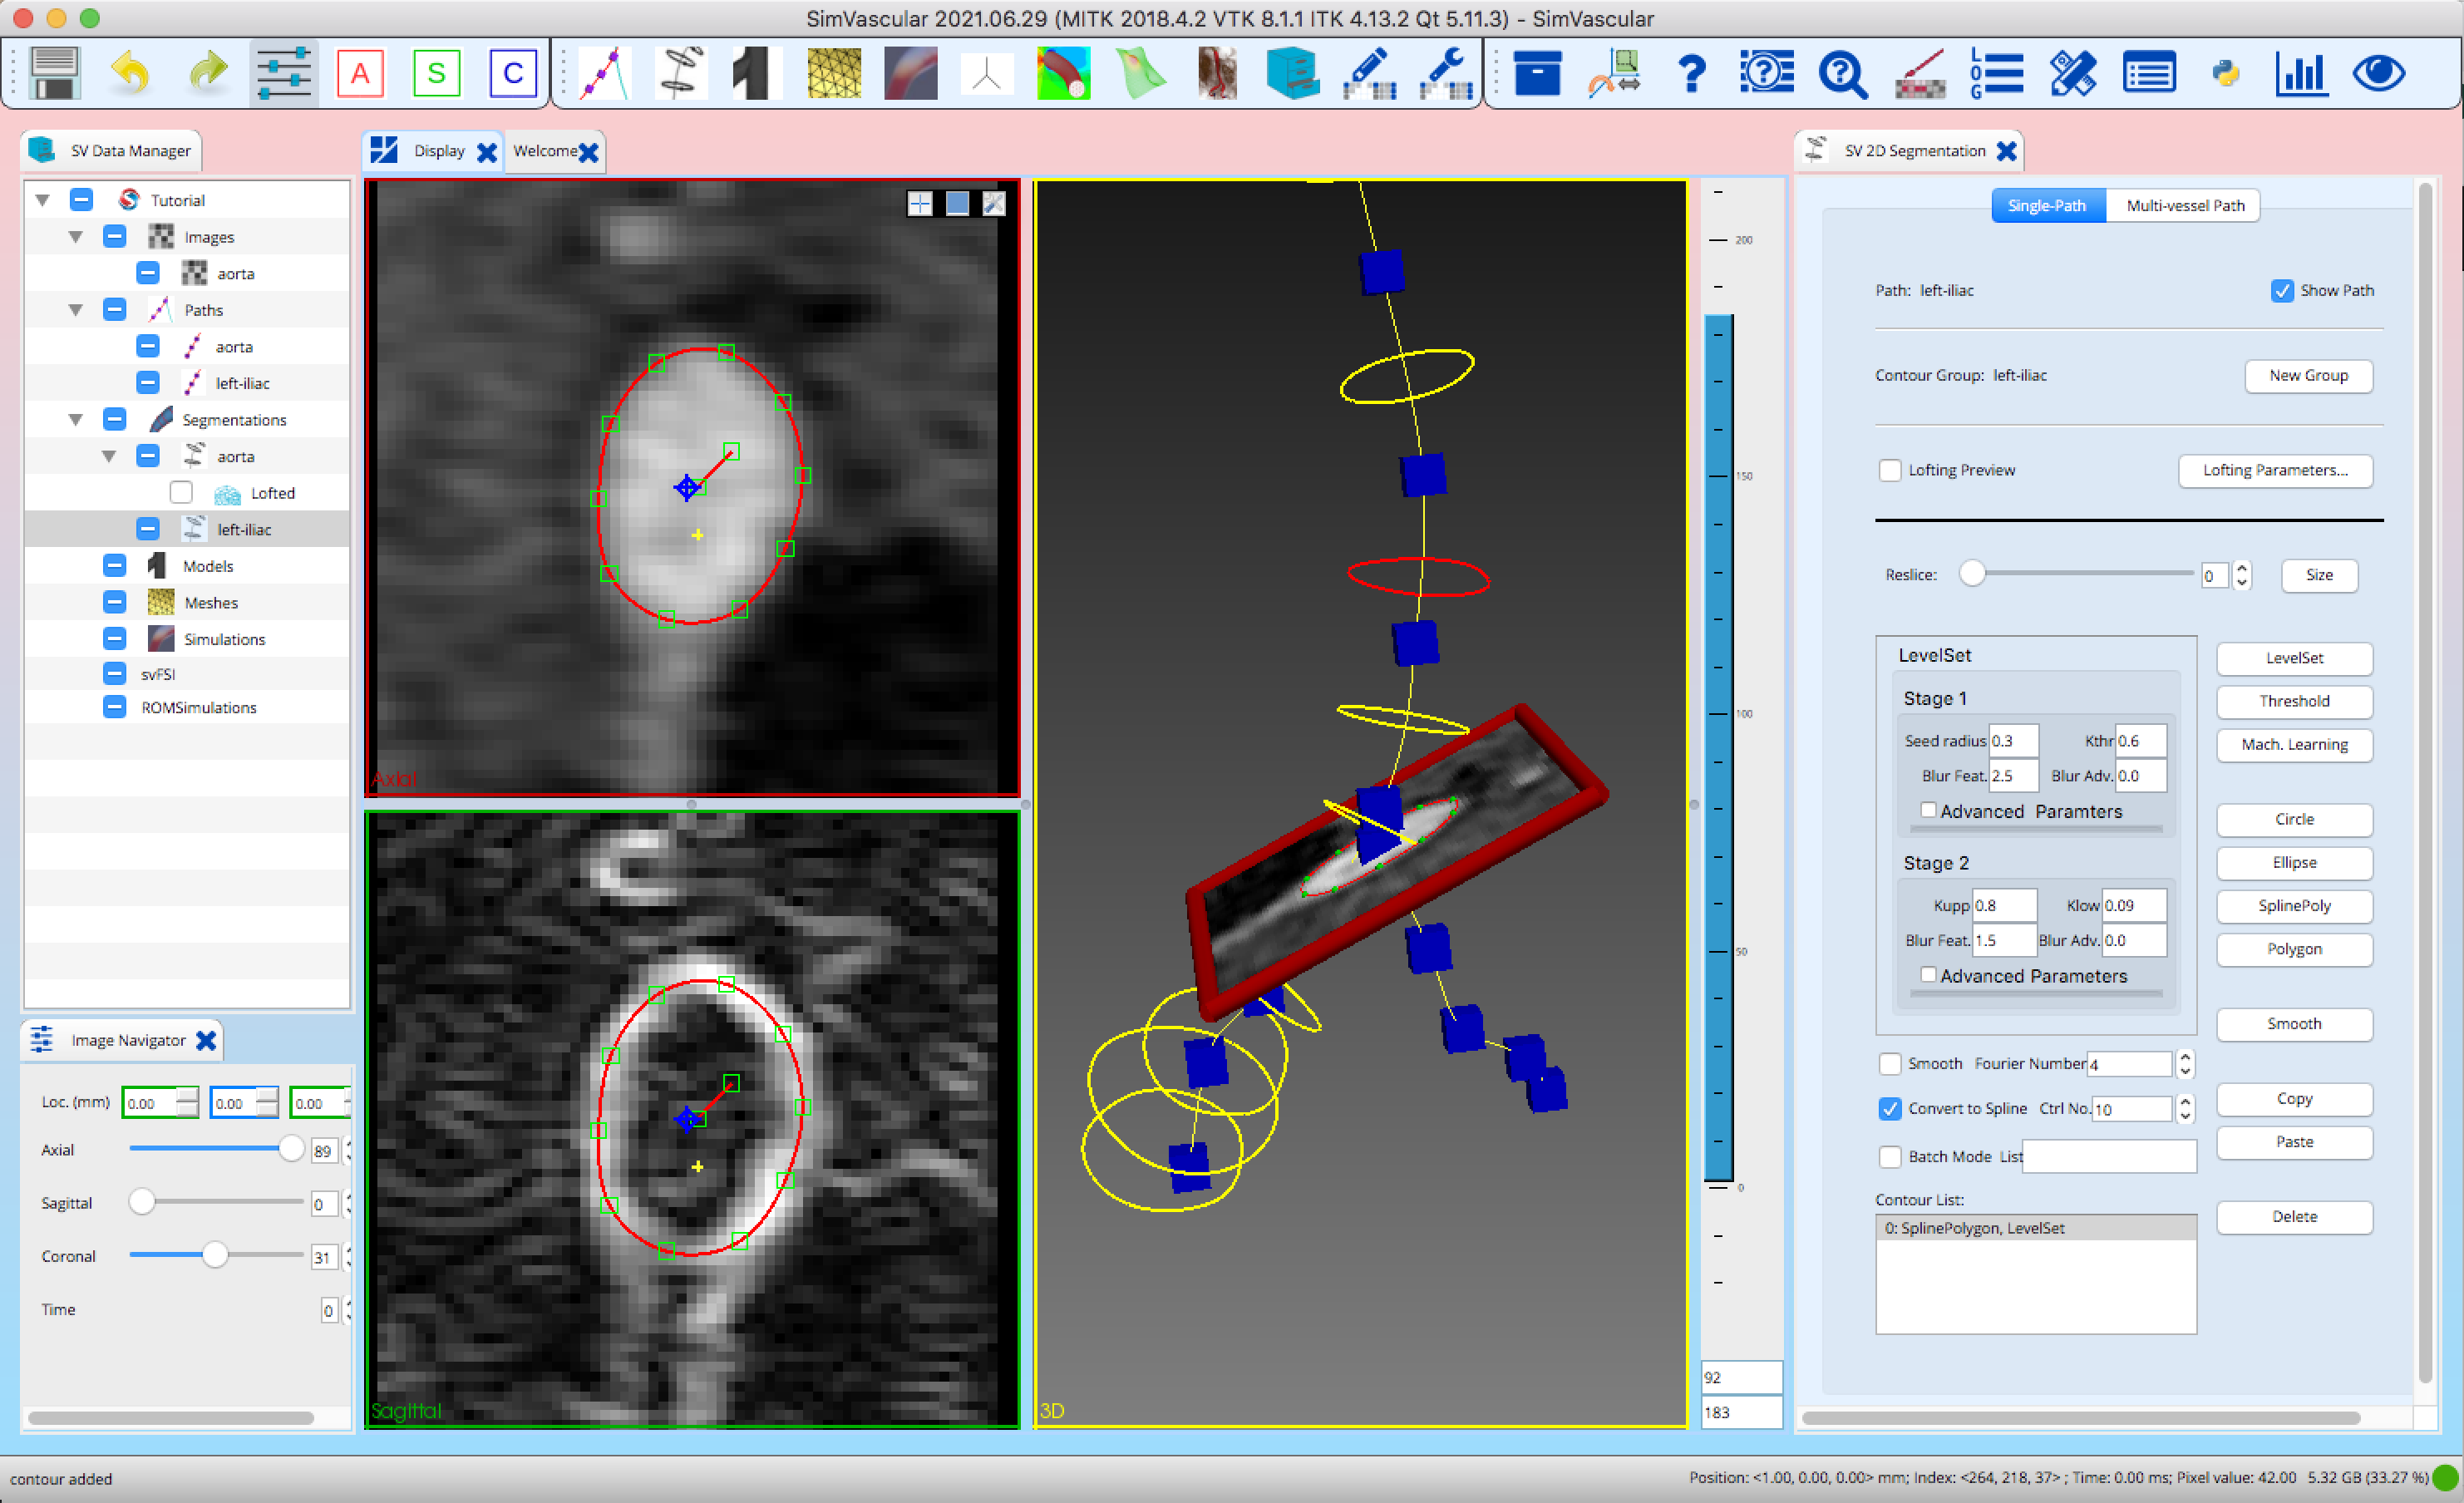 SimVascular 2021.06.29 (MITK 2018.4.2 VTK 8.1.1 ITK 4.13.2 Qt 5.11.3) - SimVascular
A
S
C
LOG
SV Data Manager
Display
Welcome
SV 2D Segmentation
Tutorial
Images
aorta
Paths
aorta
left-iliac
Segmentations
aorta
Lofted
left-iliac
Models
Meshes
Simulations
svFSI
ROMSimulations
Image Navigator
Loc. (mm) 0.00 0.00 0.00
Axial 89
Sagittal 0
Coronal 31
Time 0
Axial
Sagittal
3D
200
150
100
50
0
92
183
Single-Path Multi-vessel Path
Path: left-iliac Show Path
Contour Group: left-iliac New Group
Lofting Preview Lofting Parameters...
Reslice: 0 Size
LevelSet
Stage 1
Seed radius 0.3 Kthr 0.6
Blur Feat. 2.5 Blur Adv. 0.0
Advanced Paramters
Stage 2
Kupp 0.8 Klow 0.09
Blur Feat. 1.5 Blur Adv. 0.0
Advanced Parameters
LevelSet
Threshold
Mach. Learning
Circle
Ellipse
SplinePoly
Polygon
Smooth
Smooth Fourier Number 4
Convert to Spline Ctrl No. 10
Batch Mode List
Copy
Paste
Contour List:
0: SplinePolygon, LevelSet
Delete
contour added
Position: <1.00, 0.00, 0.00> mm; Index: <264, 218, 37> ; Time: 0.00 ms; Pixel value: 42.00 5.32 GB (33.27 %)